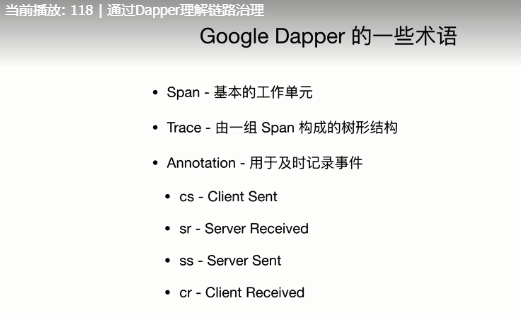 当前播放: 118 | 通过Dapper理解链路治理
Google Dapper 的一些术语
• Span - 基本的工作单元
• Trace - 由一组 Span 构成的树形结构
• Annotation - 用于及时记录事件
• cs - Client Sent
• sr - Server Received
• ss - Server Sent
• cr - Client Received